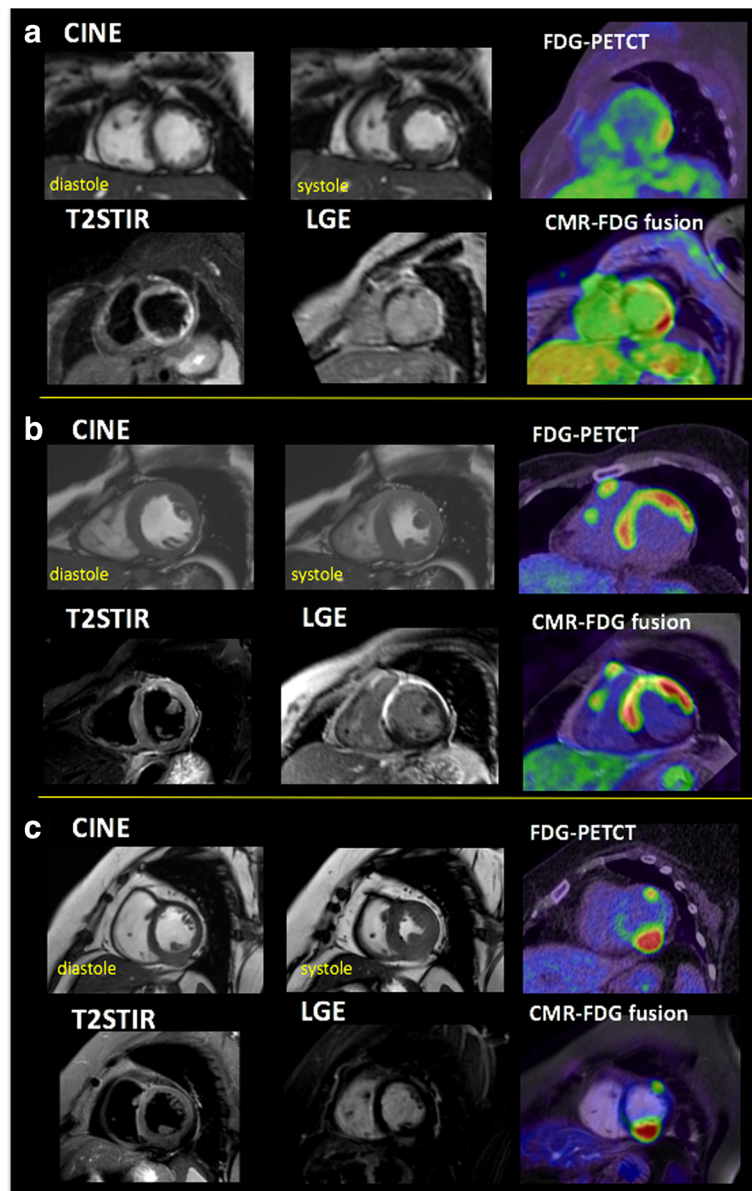 a CINE
FDG-PETCT
diastole
systole
T2STIR
LGE
CMR-FDG fusion
b CINE
FDG-PETCT
diastole
systole
T2STIR
LGE
CMR-FDG fusion
c CINE
FDG-PETCT
diastole
systole
T2STIR
LGE
CMR-FDG fusion